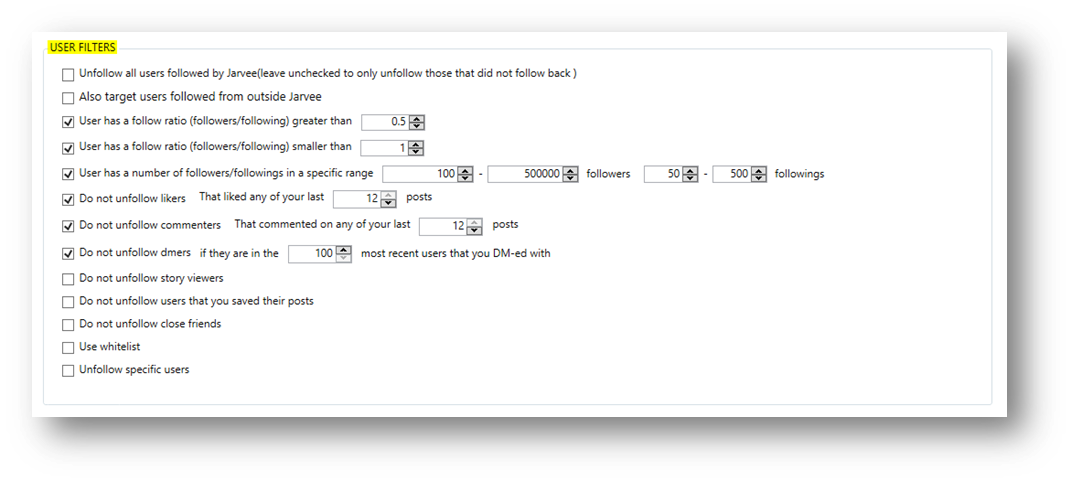 USER FILTERS
Unfollow all users followed by Jarvee(leave unchecked to only unfollow those that did not follow back )
Also target users followed from outside Jarvee
User has a follow ratio (followers/following) greater than 0.5
User has a follow ratio (followers/following) smaller than 1
User has a number of followers/followings in a specific range 100 - 500000 followers 50 - 500 followings
Do not unfollow likers That liked any of your last 12 posts
Do not unfollow commenters That commented on any of your last 12 posts
Do not unfollow dmers if they are in the 100 most recent users that you DM-ed with
Do not unfollow story viewers
Do not unfollow users that you saved their posts
Do not unfollow close friends
Use whitelist
Unfollow specific users